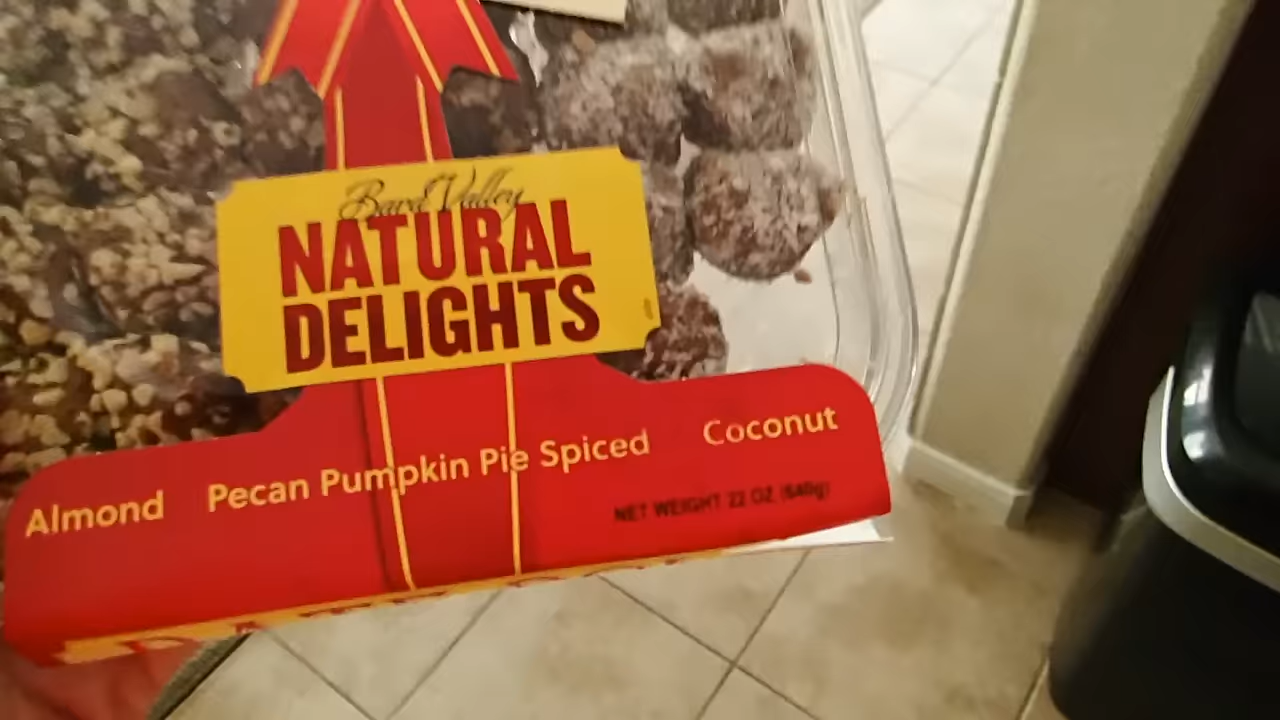 Bard Valley
NATURAL
DELIGHTS
Almond Pecan Pumpkin Pie Spiced Coconut
NET WEIGHT 22 OZ (640g)